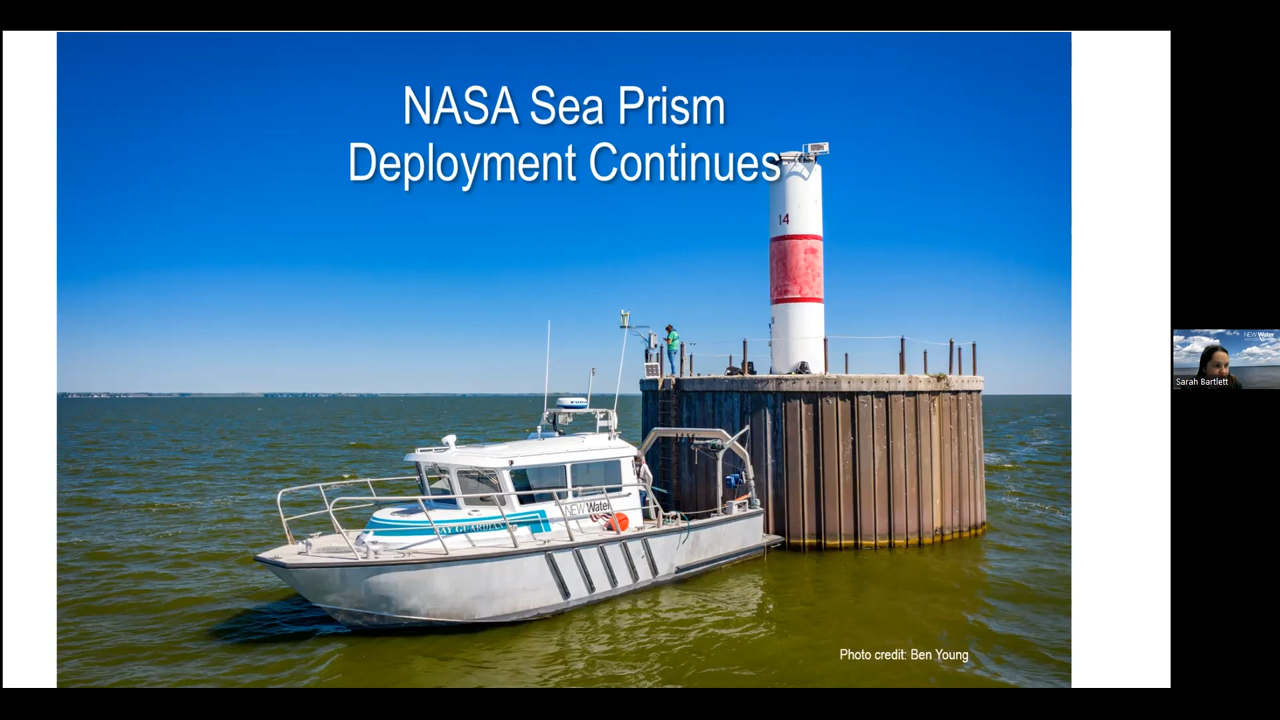 NASA Sea Prism
Deployment Continues
14
NEW Water
BAY GUARDIAN
Photo credit: Ben Young
NEW Water
Sarah Bartlett